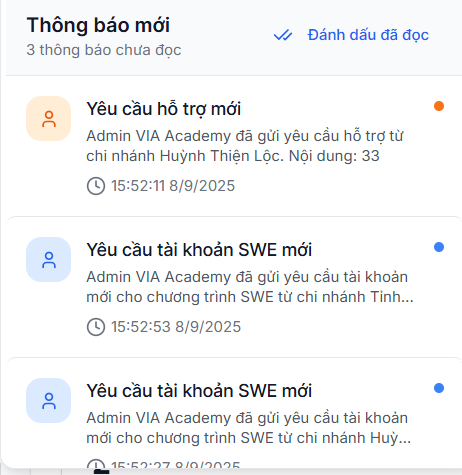 Thông báo mới
3 thông báo chưa đọc
Đánh dấu đã đọc
Yêu cầu hỗ trợ mới
Admin VIA Academy đã gửi yêu cầu hỗ trợ từ
chi nhánh Huỳnh Thiện Lộc. Nội dung: 33
15:52:11 8/9/2025
Yêu cầu tài khoản SWE mới
Admin VIA Academy đã gửi yêu cầu tài khoản
mới cho chương trình SWE từ chi nhánh Tỉnh...
15:52:53 8/9/2025
Yêu cầu tài khoản SWE mới
Admin VIA Academy đã gửi yêu cầu tài khoản
mới cho chương trình SWE từ chi nhánh Huỳ...
15:52:27 8/9/2025